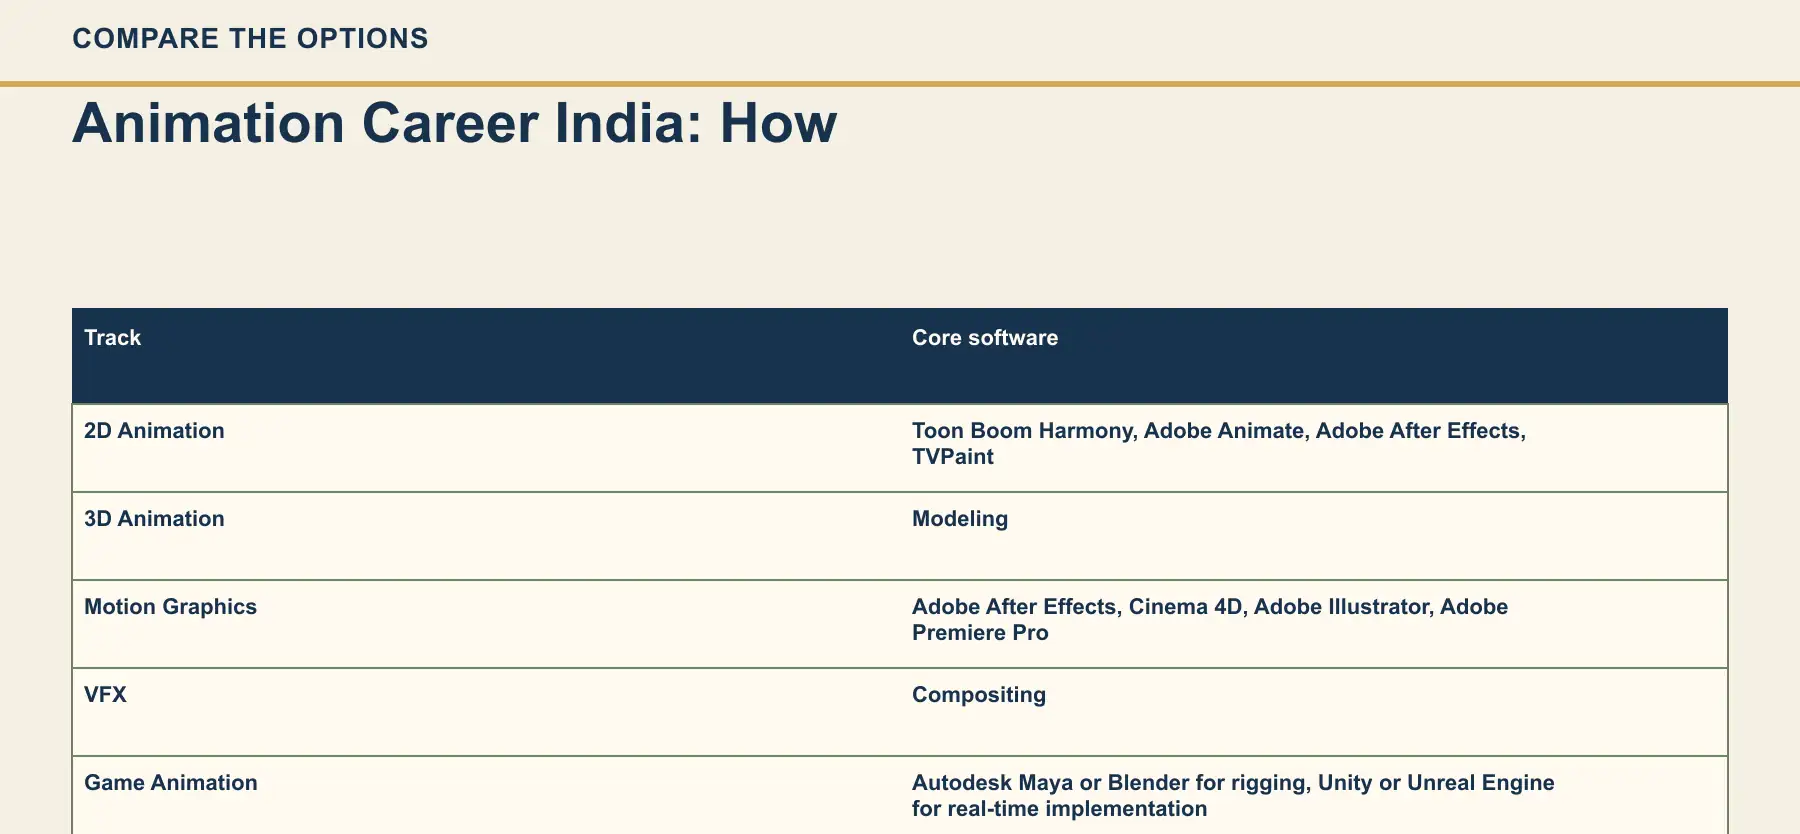 COMPARE THE OPTIONS
Animation Career India: How
Track
Core software
2D Animation
Toon Boom Harmony, Adobe Animate, Adobe After Effects,
TVPaint
3D Animation
Modeling
Motion Graphics
Adobe After Effects, Cinema 4D, Adobe Illustrator, Adobe
Premiere Pro
VFX
Compositing
Game Animation
Autodesk Maya or Blender for rigging, Unity or Unreal Engine
for real-time implementation